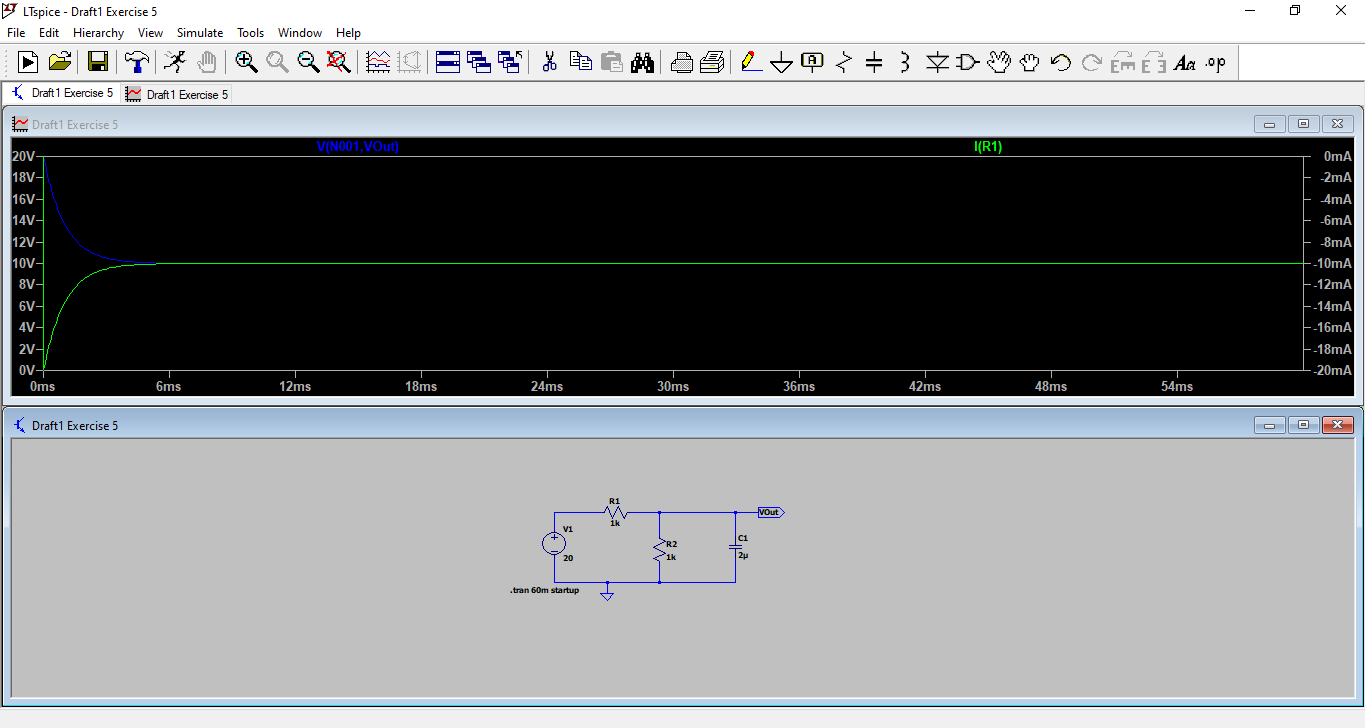 LTspice - Draft1 Exercise 5
File Edit Hierarchy View Simulate Tools Window Help
A Aa .op
Draft1 Exercise 5 Draft1 Exercise 5
Draft1 Exercise 5
V(N001,VOut) I(R1)
20V 0mA
18V -2mA
16V -4mA
14V -6mA
12V -8mA
10V -10mA
8V -12mA
6V -14mA
4V -16mA
2V -18mA
0V -20mA
0ms 6ms 12ms 18ms 24ms 30ms 36ms 42ms 48ms 54ms
Draft1 Exercise 5
R1
1k
VOut
V1
20
R2
1k
C1
2µ
.tran 60m startup